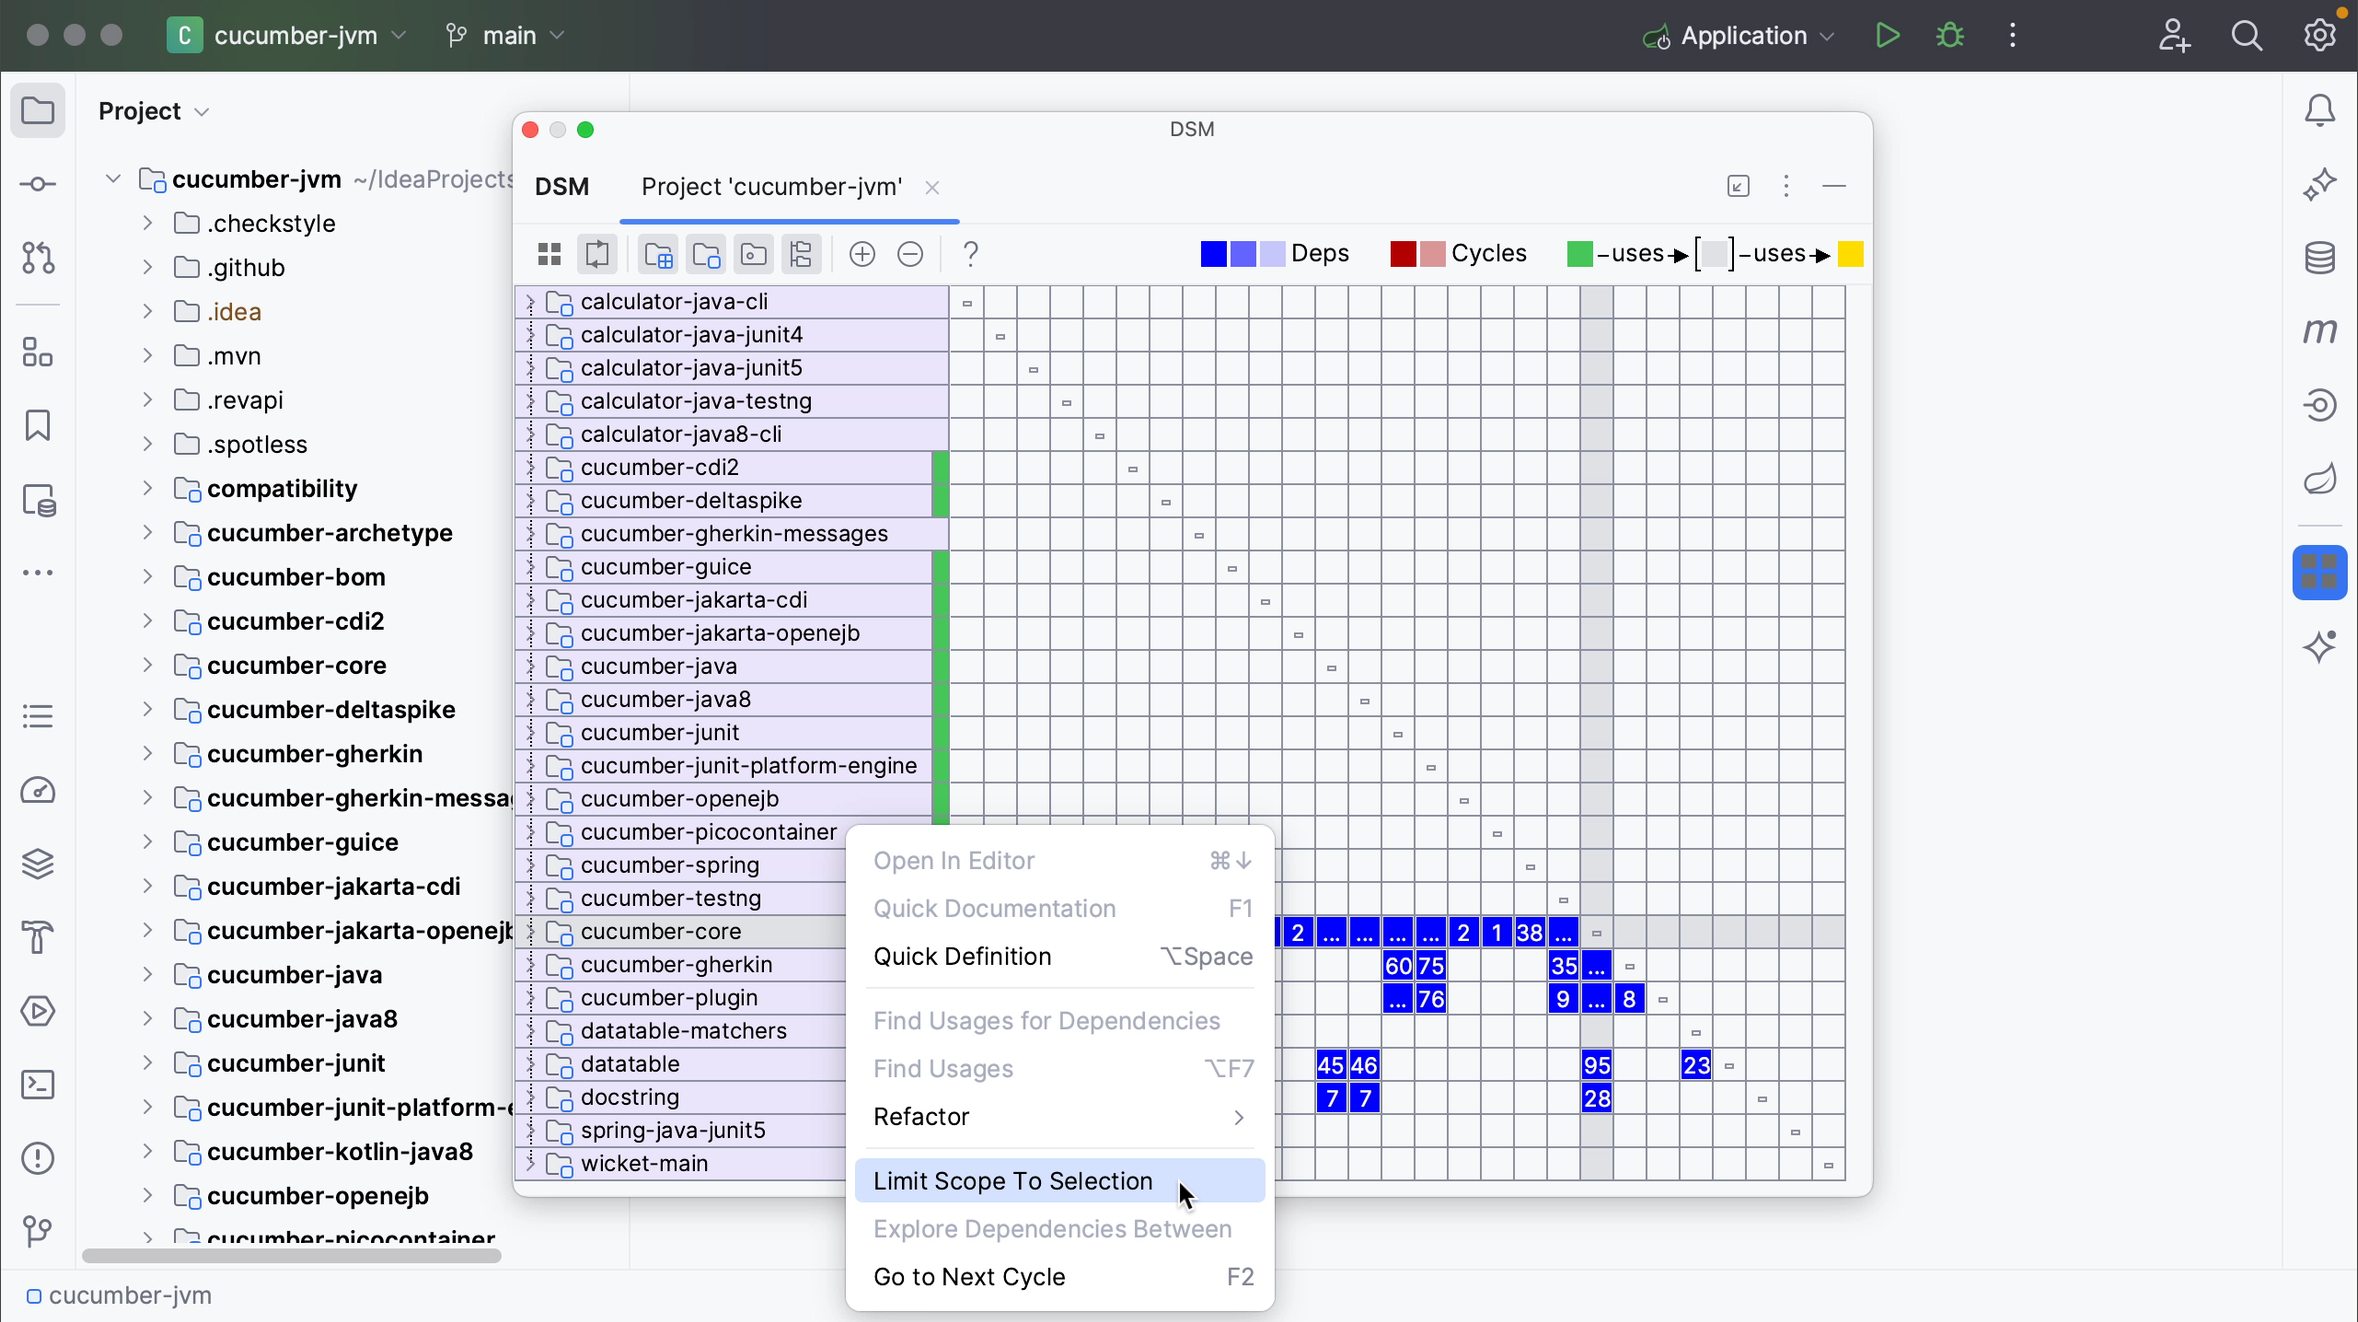 C cucumber-jvm main Application
Project
cucumber-jvm ~/IdeaProjects
.checkstyle
.github
.idea
.mvn
.revapi
.spotless
compatibility
cucumber-archetype
cucumber-bom
cucumber-cdi2
cucumber-core
cucumber-deltaspike
cucumber-gherkin
cucumber-gherkin-messa
cucumber-guice
cucumber-jakarta-cdi
cucumber-jakarta-openejb
cucumber-java
cucumber-java8
cucumber-junit
cucumber-junit-platform-e
cucumber-kotlin-java8
cucumber-openejb
cucumber-picocontainer
cucumber-jvm
DSM
DSM Project 'cucumber-jvm'
? Deps Cycles –uses [ ] –uses
calculator-java-cli
calculator-java-junit4
calculator-java-junit5
calculator-java-testng
calculator-java8-cli
cucumber-cdi2
cucumber-deltaspike
cucumber-gherkin-messages
cucumber-guice
cucumber-jakarta-cdi
cucumber-jakarta-openejb
cucumber-java
cucumber-java8
cucumber-junit
cucumber-junit-platform-engine
cucumber-openejb
cucumber-picocontainer
cucumber-spring
cucumber-testng
cucumber-core 2 ... ... ... ... 2 1 38 ...
cucumber-gherkin 60 75 35 ...
cucumber-plugin ... 76 9 ... 8
datatable-matchers
datatable 45 46 95 23
docstring 7 7 28
spring-java-junit5
wicket-main
Open In Editor ⌘↓
Quick Documentation F1
Quick Definition ⌥Space
Find Usages for Dependencies
Find Usages ⌥F7
Refactor
Limit Scope To Selection
Explore Dependencies Between
Go to Next Cycle F2
m